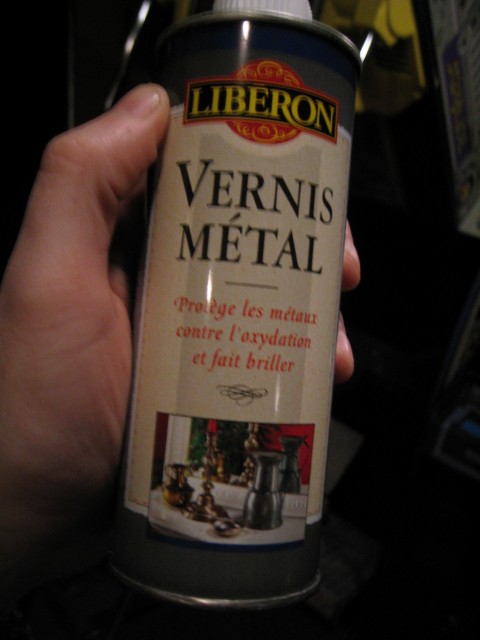 LIBERON
VERNIS
MÉTAL
Protège les métaux
contre l'oxydation
et fait briller